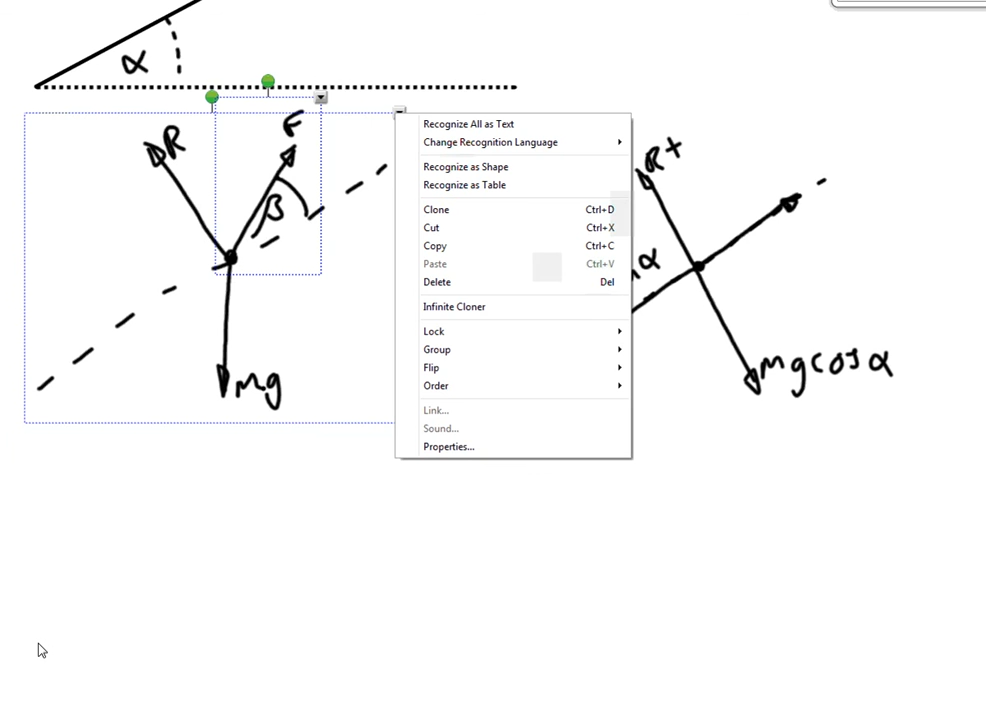 α
R
F
β
Mg
Recognize All as Text
Change Recognition Language
Recognize as Shape
Recognize as Table
Clone Ctrl+D
Cut Ctrl+X
Copy Ctrl+C
Paste Ctrl+V
Delete Del
Infinite Cloner
Lock
Group
Flip
Order
Link...
Sound...
Properties...
R+
α
Mgcosα